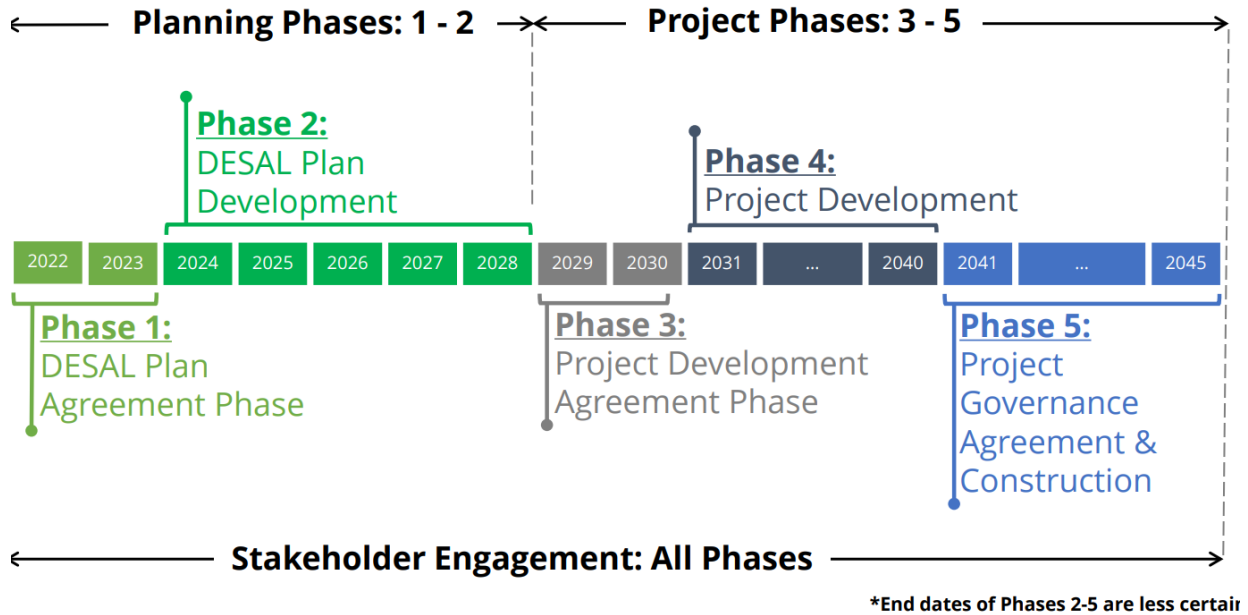 Planning Phases: 1 - 2
Project Phases: 3 - 5
Phase 2:
DESAL Plan
Development
Phase 4:
Project Development
2022 2023 2024 2025 2026 2027 2028 2029 2030 2031 ... 2040 2041 ... 2045
Phase 1:
DESAL Plan
Agreement Phase
Phase 3:
Project Development
Agreement Phase
Phase 5:
Project
Governance
Agreement &
Construction
Stakeholder Engagement: All Phases
*End dates of Phases 2-5 are less certain